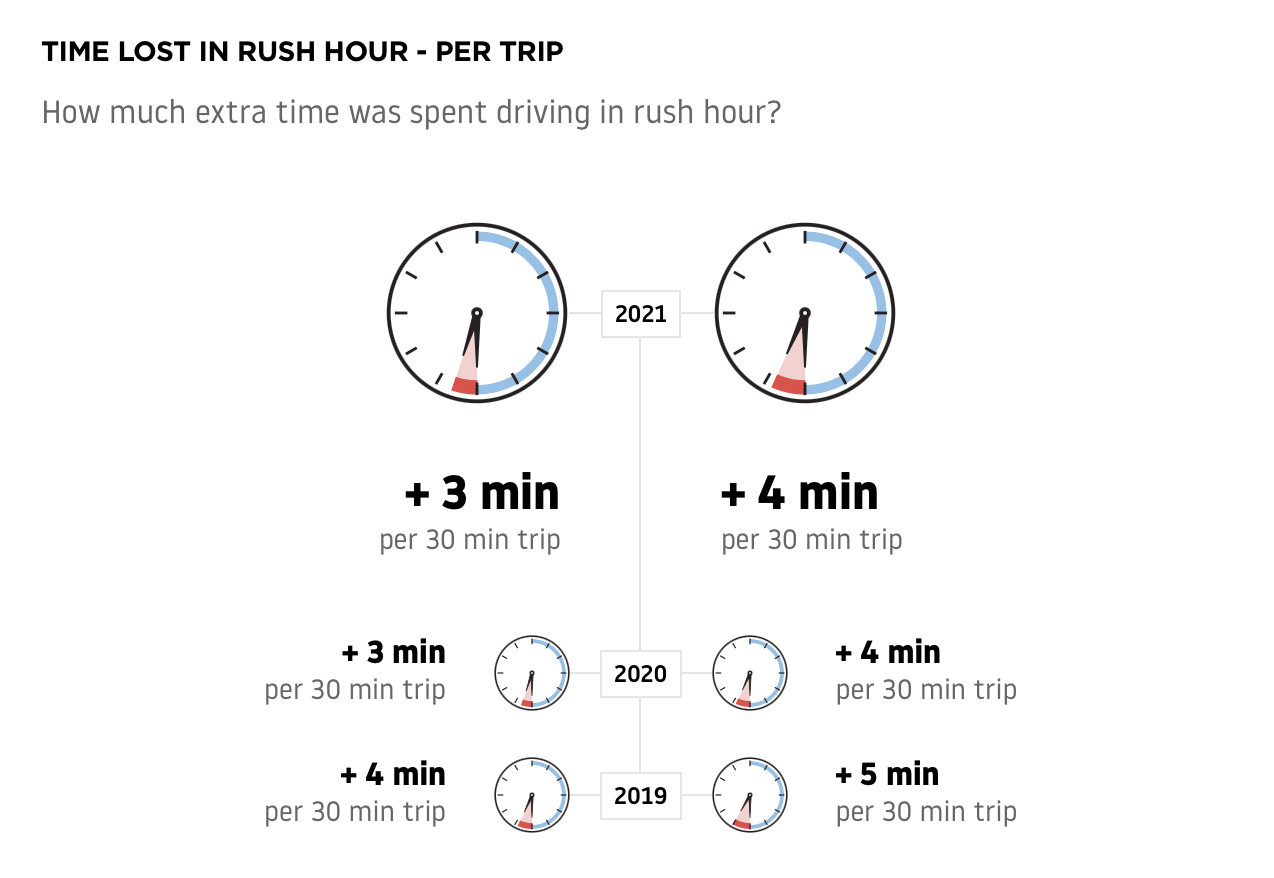 TIME LOST IN RUSH HOUR - PER TRIP
How much extra time was spent driving in rush hour?
2021
+ 3 min
per 30 min trip
+ 4 min
per 30 min trip
+ 3 min
per 30 min trip
2020
+ 4 min
per 30 min trip
+ 4 min
per 30 min trip
2019
+ 5 min
per 30 min trip